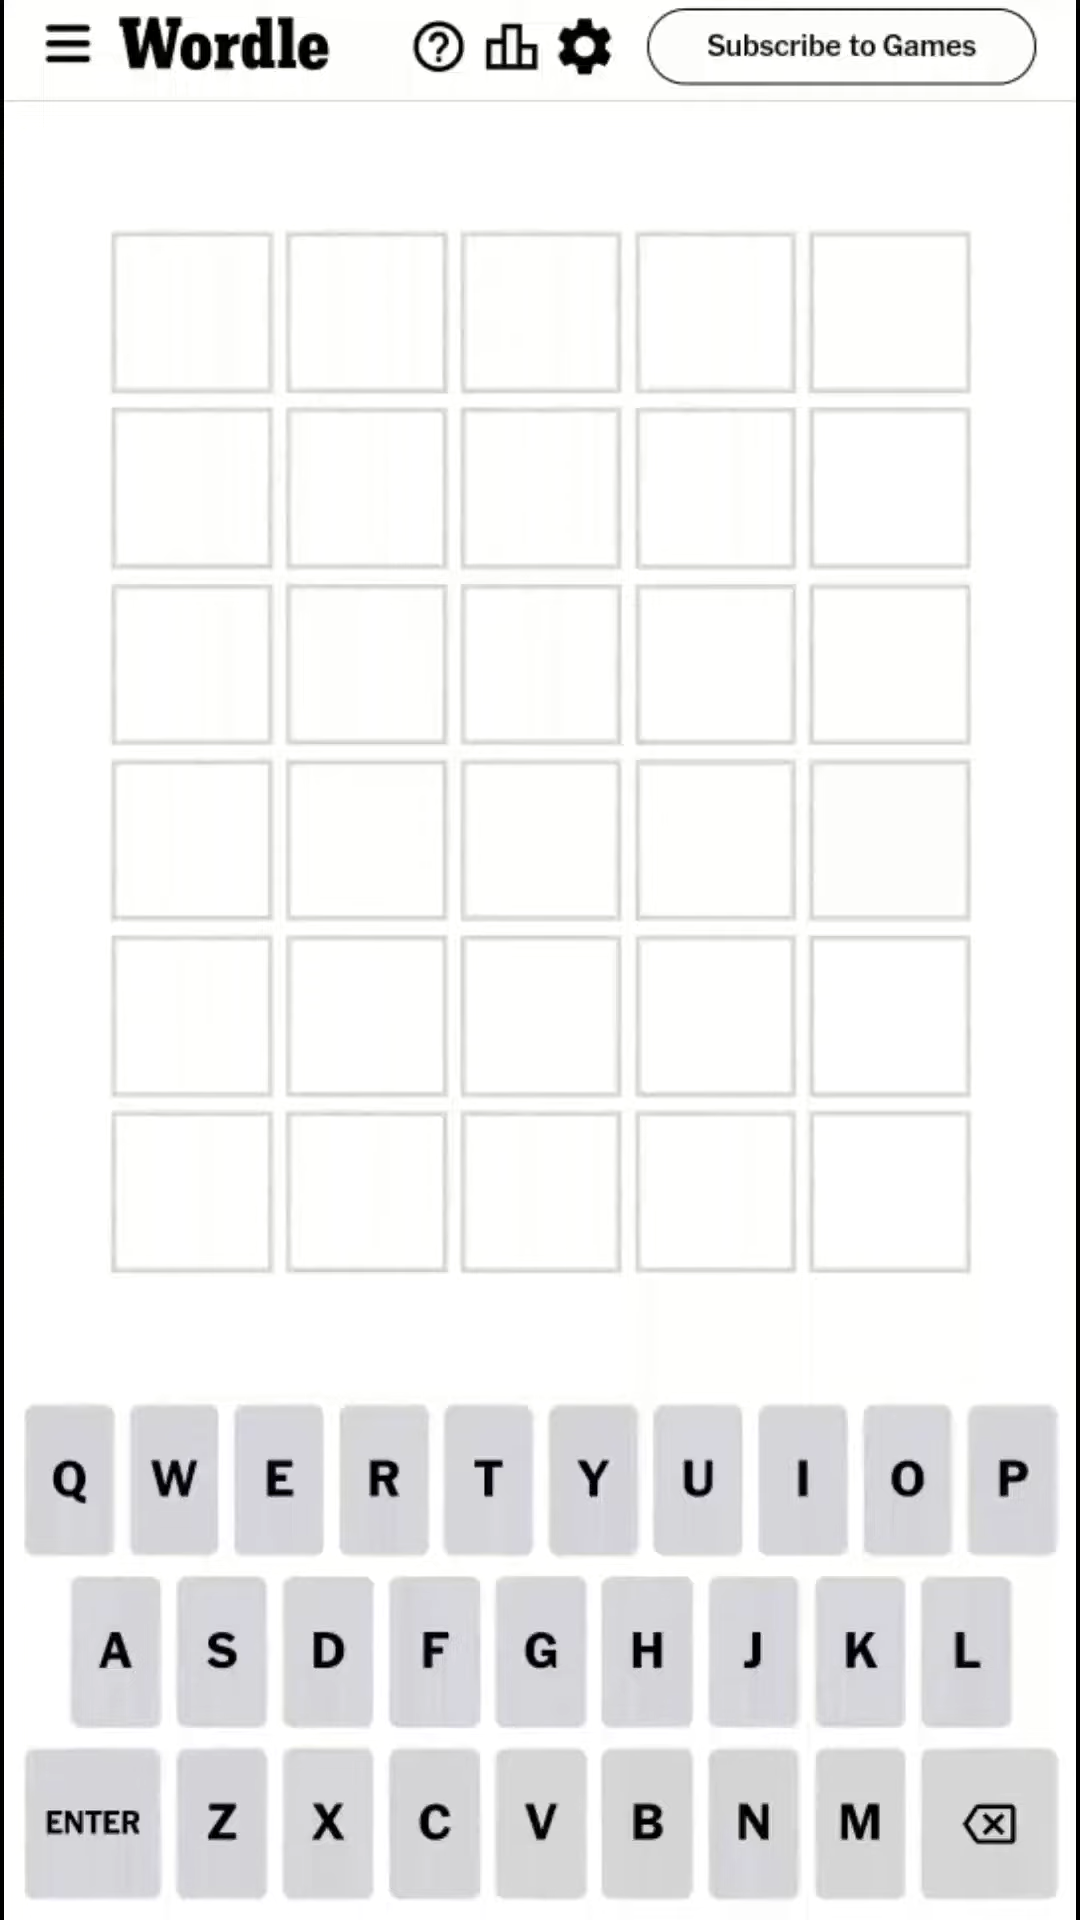 Wordle
Subscribe to Games
Q W E R T Y U I O P
A S D F G H J K L
ENTER Z X C V B N M